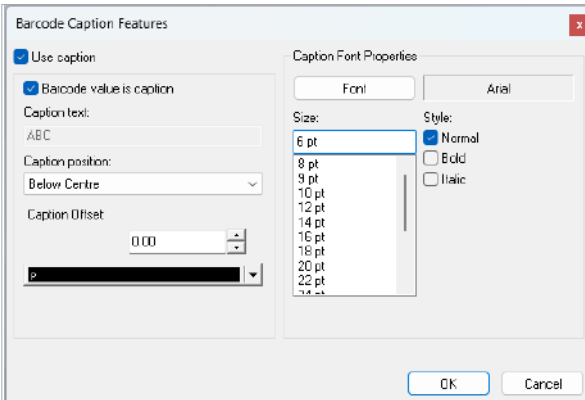 Barcode Caption Features
x
Use caption
Barcode value is caption
Caption text:
ABC
Caption position:
Below Centre
Caption Offset
0.00
P
Caption Font Properties
Font
Arial
Size:
6 pt
8 pt
9 pt
10 pt
12 pt
14 pt
16 pt
18 pt
20 pt
22 pt
24 pt
Style:
Normal
Bold
Italic
OK
Cancel